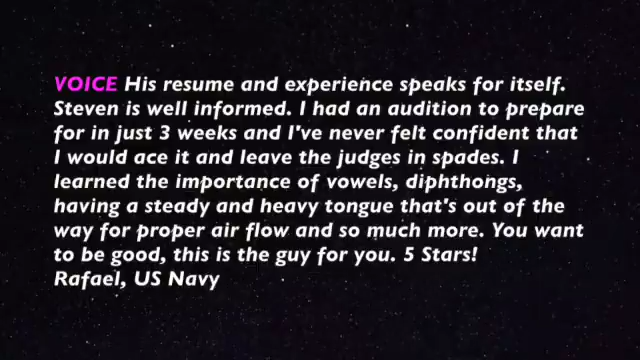 VOICE His resume and experience speaks for itself.
Steven is well informed. I had an audition to prepare
for in just 3 weeks and I've never felt confident that
I would ace it and leave the judges in spades. I
learned the importance of vowels, diphthongs,
having a steady and heavy tongue that's out of the
way for proper air flow and so much more. You want
to be good, this is the guy for you. 5 Stars!
Rafael, US Navy